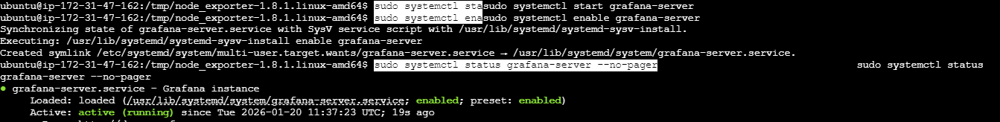 ubuntu@ip-172-31-47-162:/tmp/node_exporter-1.8.1.linux-amd64$ sudo systemctl stasudo systemctl start grafana-server
ubuntu@ip-172-31-47-162:/tmp/node_exporter-1.8.1.linux-amd64$ sudo systemctl enasudo systemctl enable grafana-server
Synchronizing state of grafana-server.service with SysV service script with /usr/lib/systemd/systemd-sysv-install.
Executing: /usr/lib/systemd/systemd-sysv-install enable grafana-server
Created symlink /etc/systemd/system/multi-user.target.wants/grafana-server.service → /usr/lib/systemd/system/grafana-server.service.
ubuntu@ip-172-31-47-162:/tmp/node_exporter-1.8.1.linux-amd64$ sudo systemctl status grafana-server --no-pager sudo systemctl status
grafana-server --no-pager
● grafana-server.service - Grafana instance
Loaded: loaded (/usr/lib/systemd/system/grafana-server.service; enabled; preset: enabled)
Active: active (running) since Tue 2026-01-20 11:37:23 UTC; 19s ago